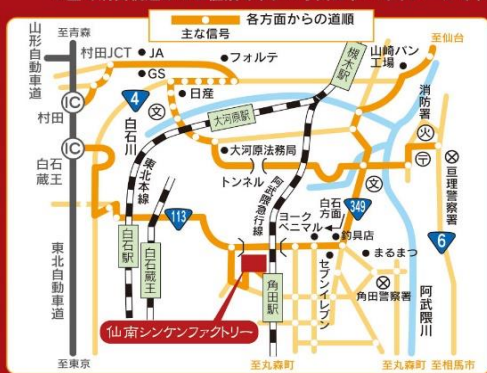 各方面からの道順
主な信号
至青森
山形自動車道
村田JCT
JA
GS
フォルテ
槻木駅
山崎パン
工場
至仙台
IC
村田
4
文
日産
大河原駅
消防署
火
〒
白石川
東北本線
大河原法務局
トンネル
阿武隈急行線
白石
方面
文
349
亘理警察署
6
IC
白石
蔵王
113
ヨーク
ベニマル
釣具店
まるまつ
白石駅
白石蔵王
角田駅
セブンイレブン
角田警察署
阿武隈川
東北自動車道
仙南シンケンファクトリー
至東京
至丸森町
至丸森町
至相馬市